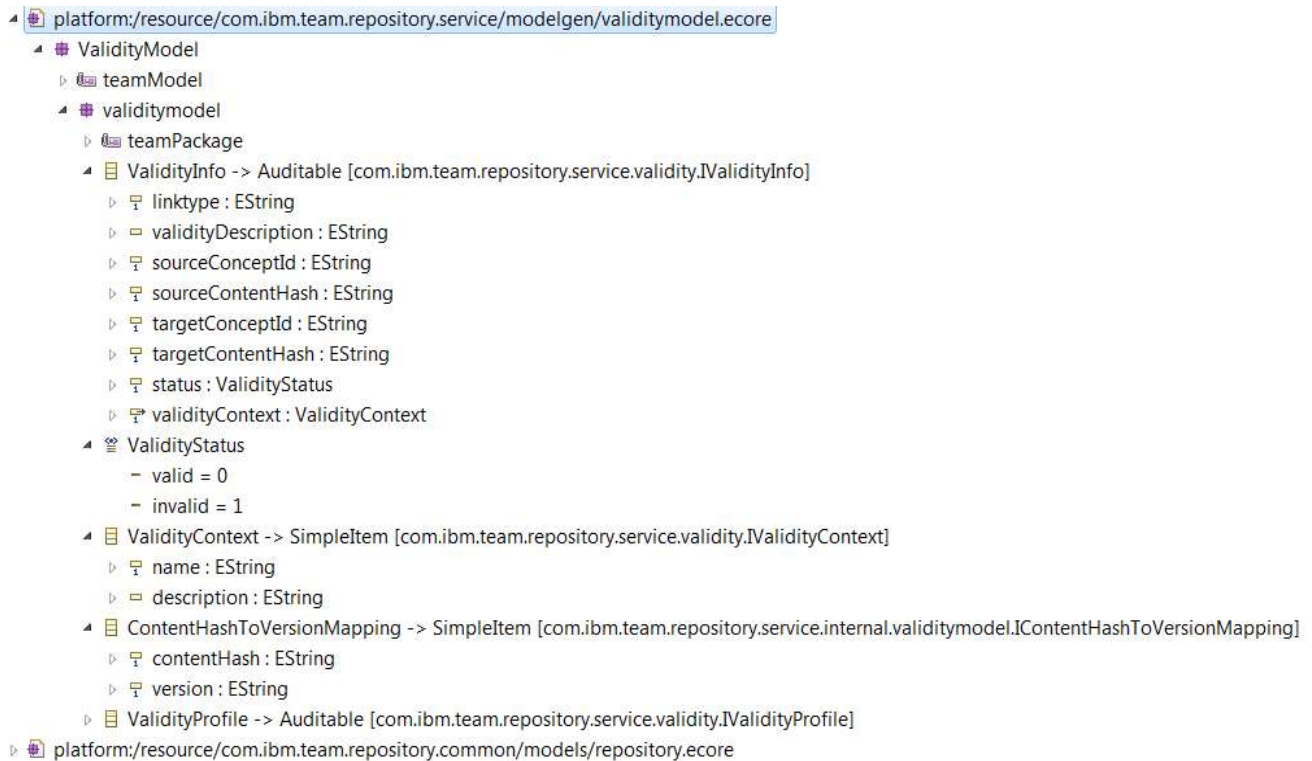 platform:/resource/com.ibm.team.repository.service/modelgen/validitymodel.ecore
ValidityModel
teamModel
validitymodel
teamPackage
ValidityInfo -> Auditable [com.ibm.team.repository.service.validity.IValidityInfo]
linktype : EString
validityDescription : EString
sourceConceptId : EString
sourceContentHash : EString
targetConceptId : EString
targetContentHash : EString
status : ValidityStatus
validityContext : ValidityContext
ValidityStatus
valid = 0
invalid = 1
ValidityContext -> SimpleItem [com.ibm.team.repository.service.validity.IValidityContext]
name : EString
description : EString
ContentHashToVersionMapping -> SimpleItem [com.ibm.team.repository.service.internal.validitymodel.IContentHashToVersionMapping]
contentHash : EString
version : EString
ValidityProfile -> Auditable [com.ibm.team.repository.service.validity.IValidityProfile]
platform:/resource/com.ibm.team.repository.common/models/repository.ecore